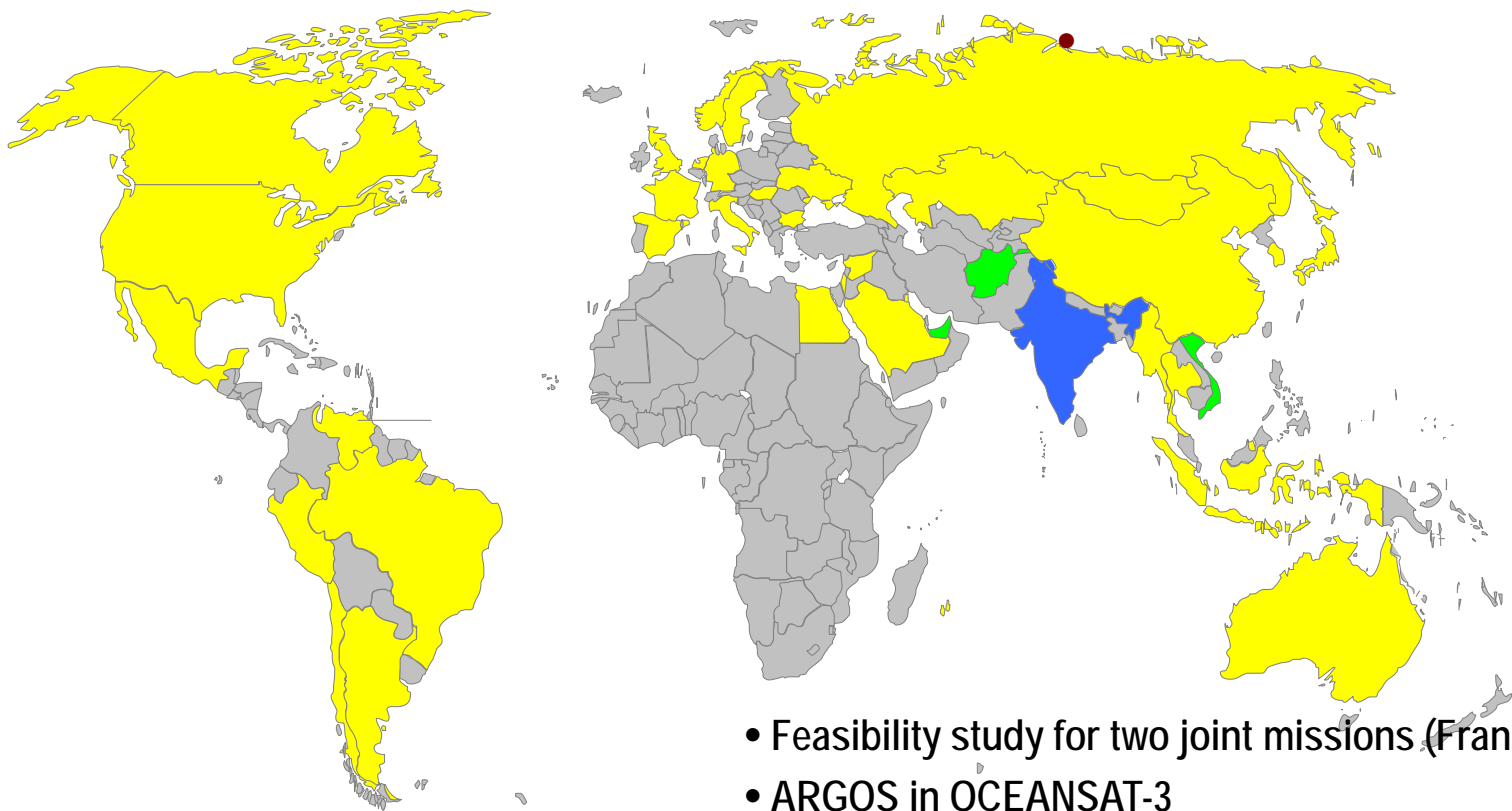 • Feasibility study for two joint missions (Fran
• ARGOS in OCEANSAT-3